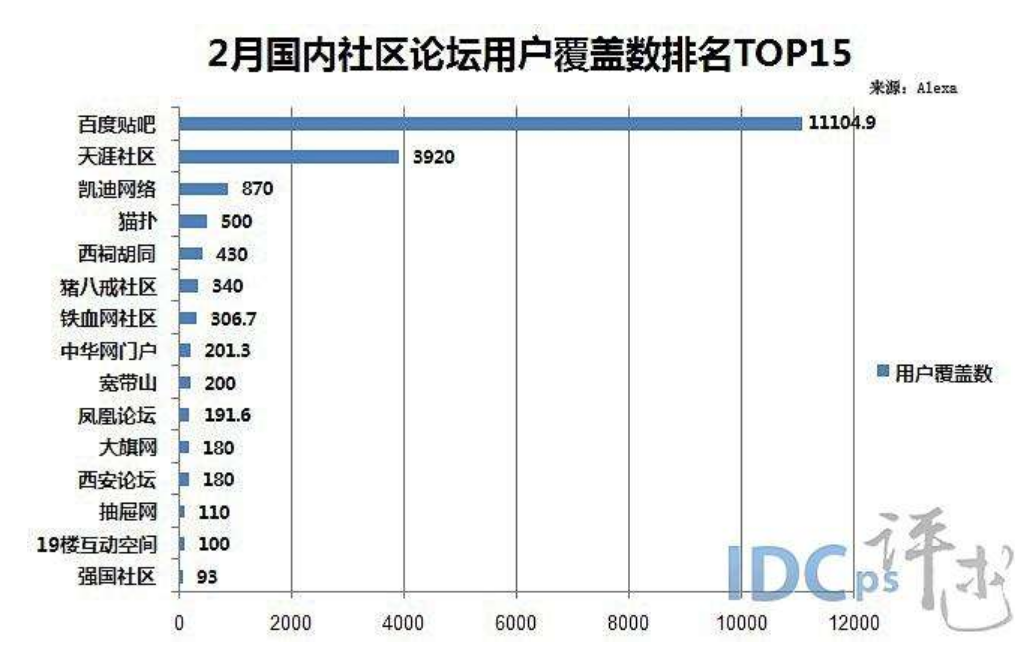 2月国内社区论坛用户覆盖数排名TOP15
来源：Alexa
百度贴吧 11104.9
天涯社区 3920
凯迪网络 870
猫扑 500
西祠胡同 430
猪八戒社区 340
铁血网社区 306.7
中华网门户 201.3
宽带山 200
凤凰论坛 191.6
大旗网 180
西安论坛 180
抽屉网 110
19楼互动空间 100
强国社区 93
用户覆盖数
0 2000 4000 6000 8000 10000 12000
IDCps 评述